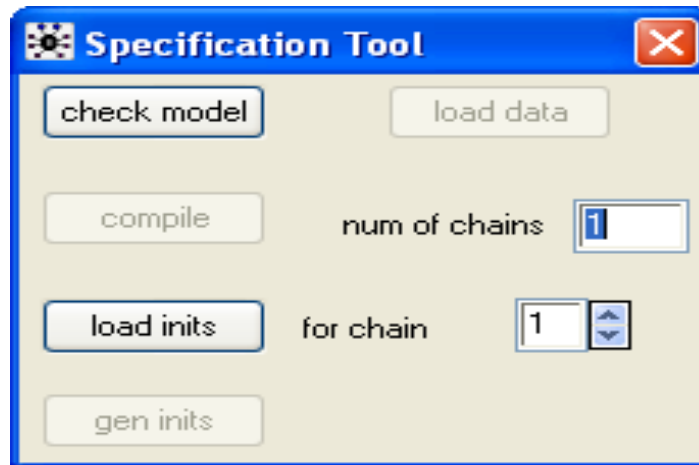 Specification Tool
check model load data
compile num of chains 1
load inits for chain 1
gen inits